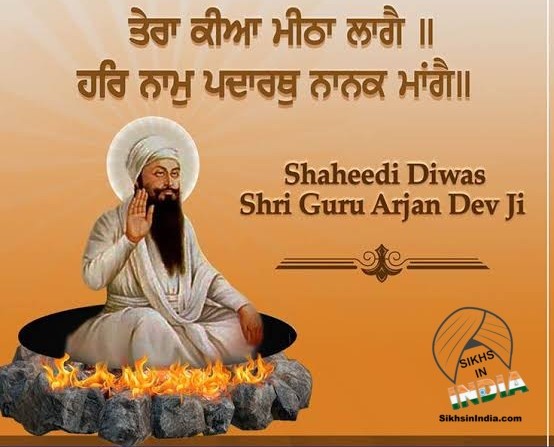 ਤੇਰਾ ਕੀਆ ਮੀਠਾ ਲਾਗੈ ॥
ਹਰਿ ਨਾਮੁ ਪਦਾਰਥੁ ਨਾਨਕ ਮਾਂਗੈ॥
Shaheedi Diwas
Shri Guru Arjan Dev Ji
SIKHS
IN
INDIA
SikhsinIndia.com